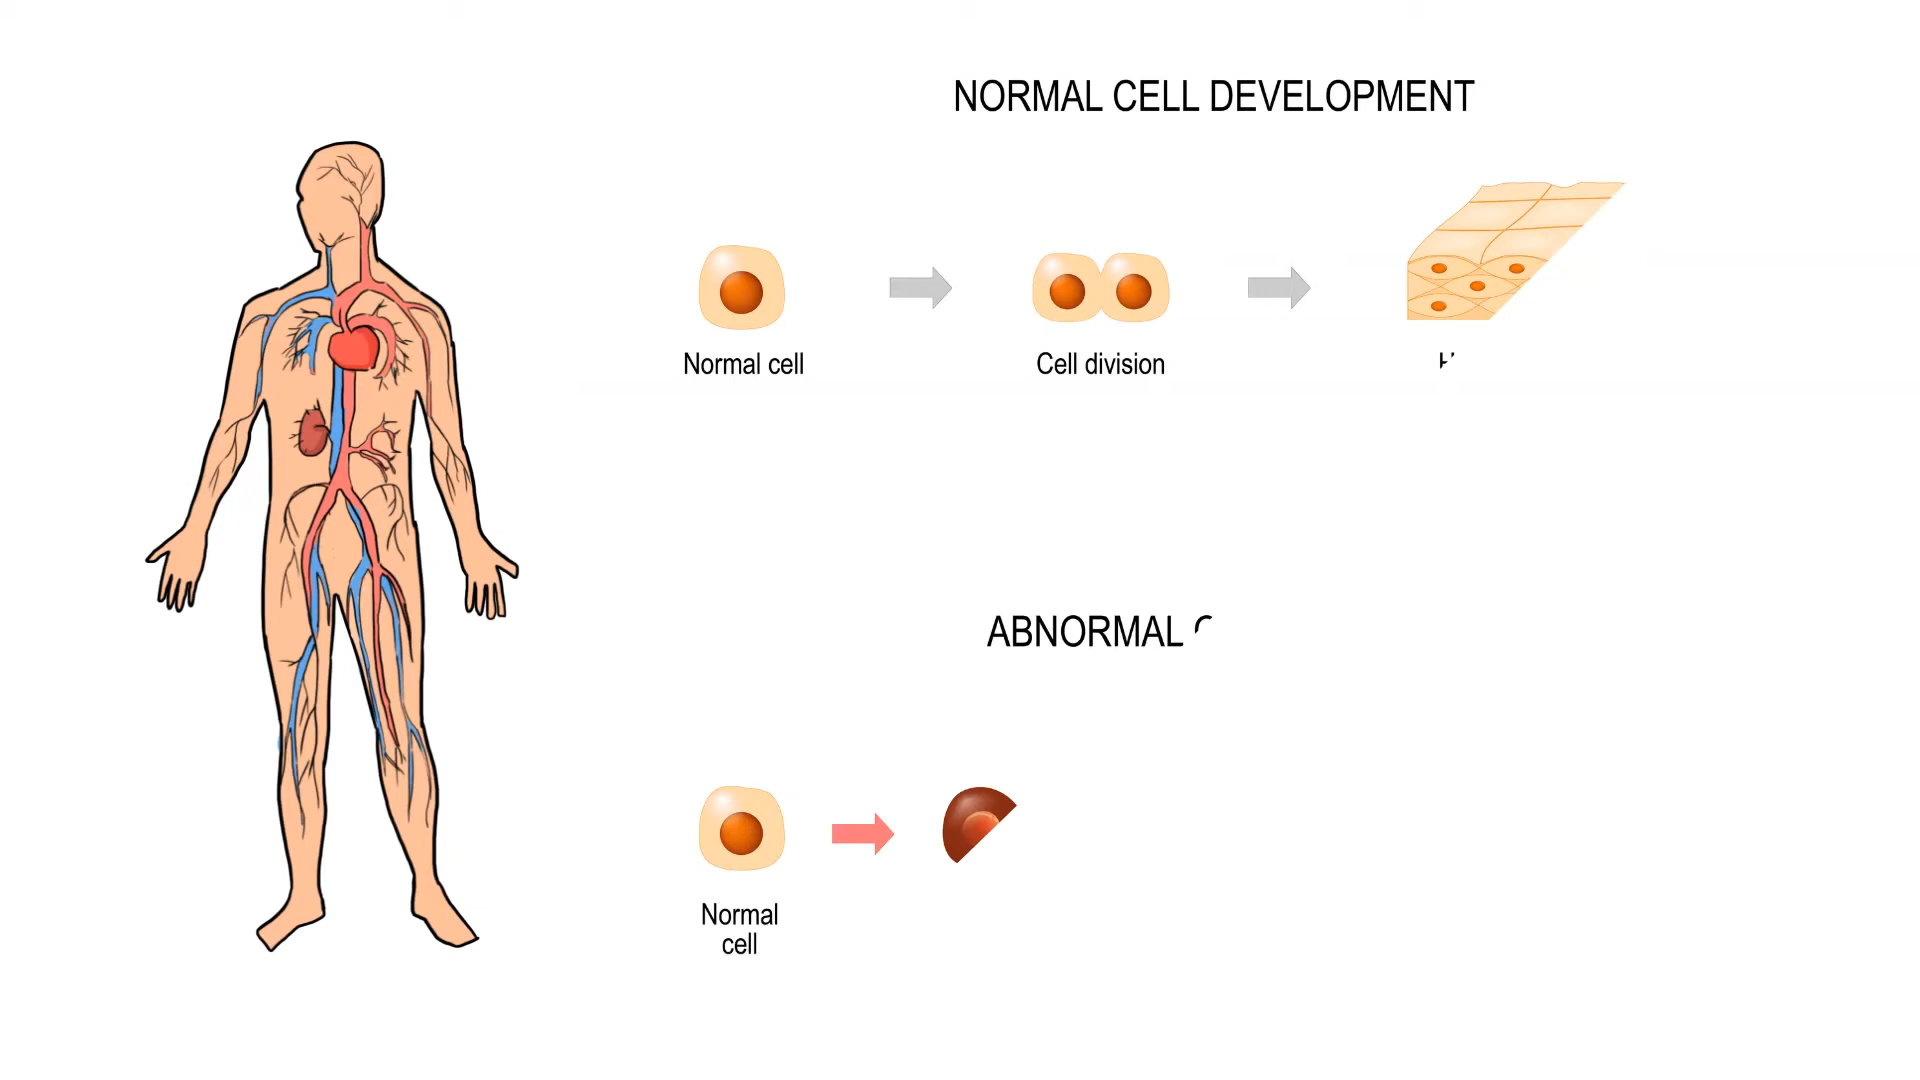 NORMAL CELL DEVELOPMENT
Normal cell
Cell division
ABNORMAL
Normal
cell